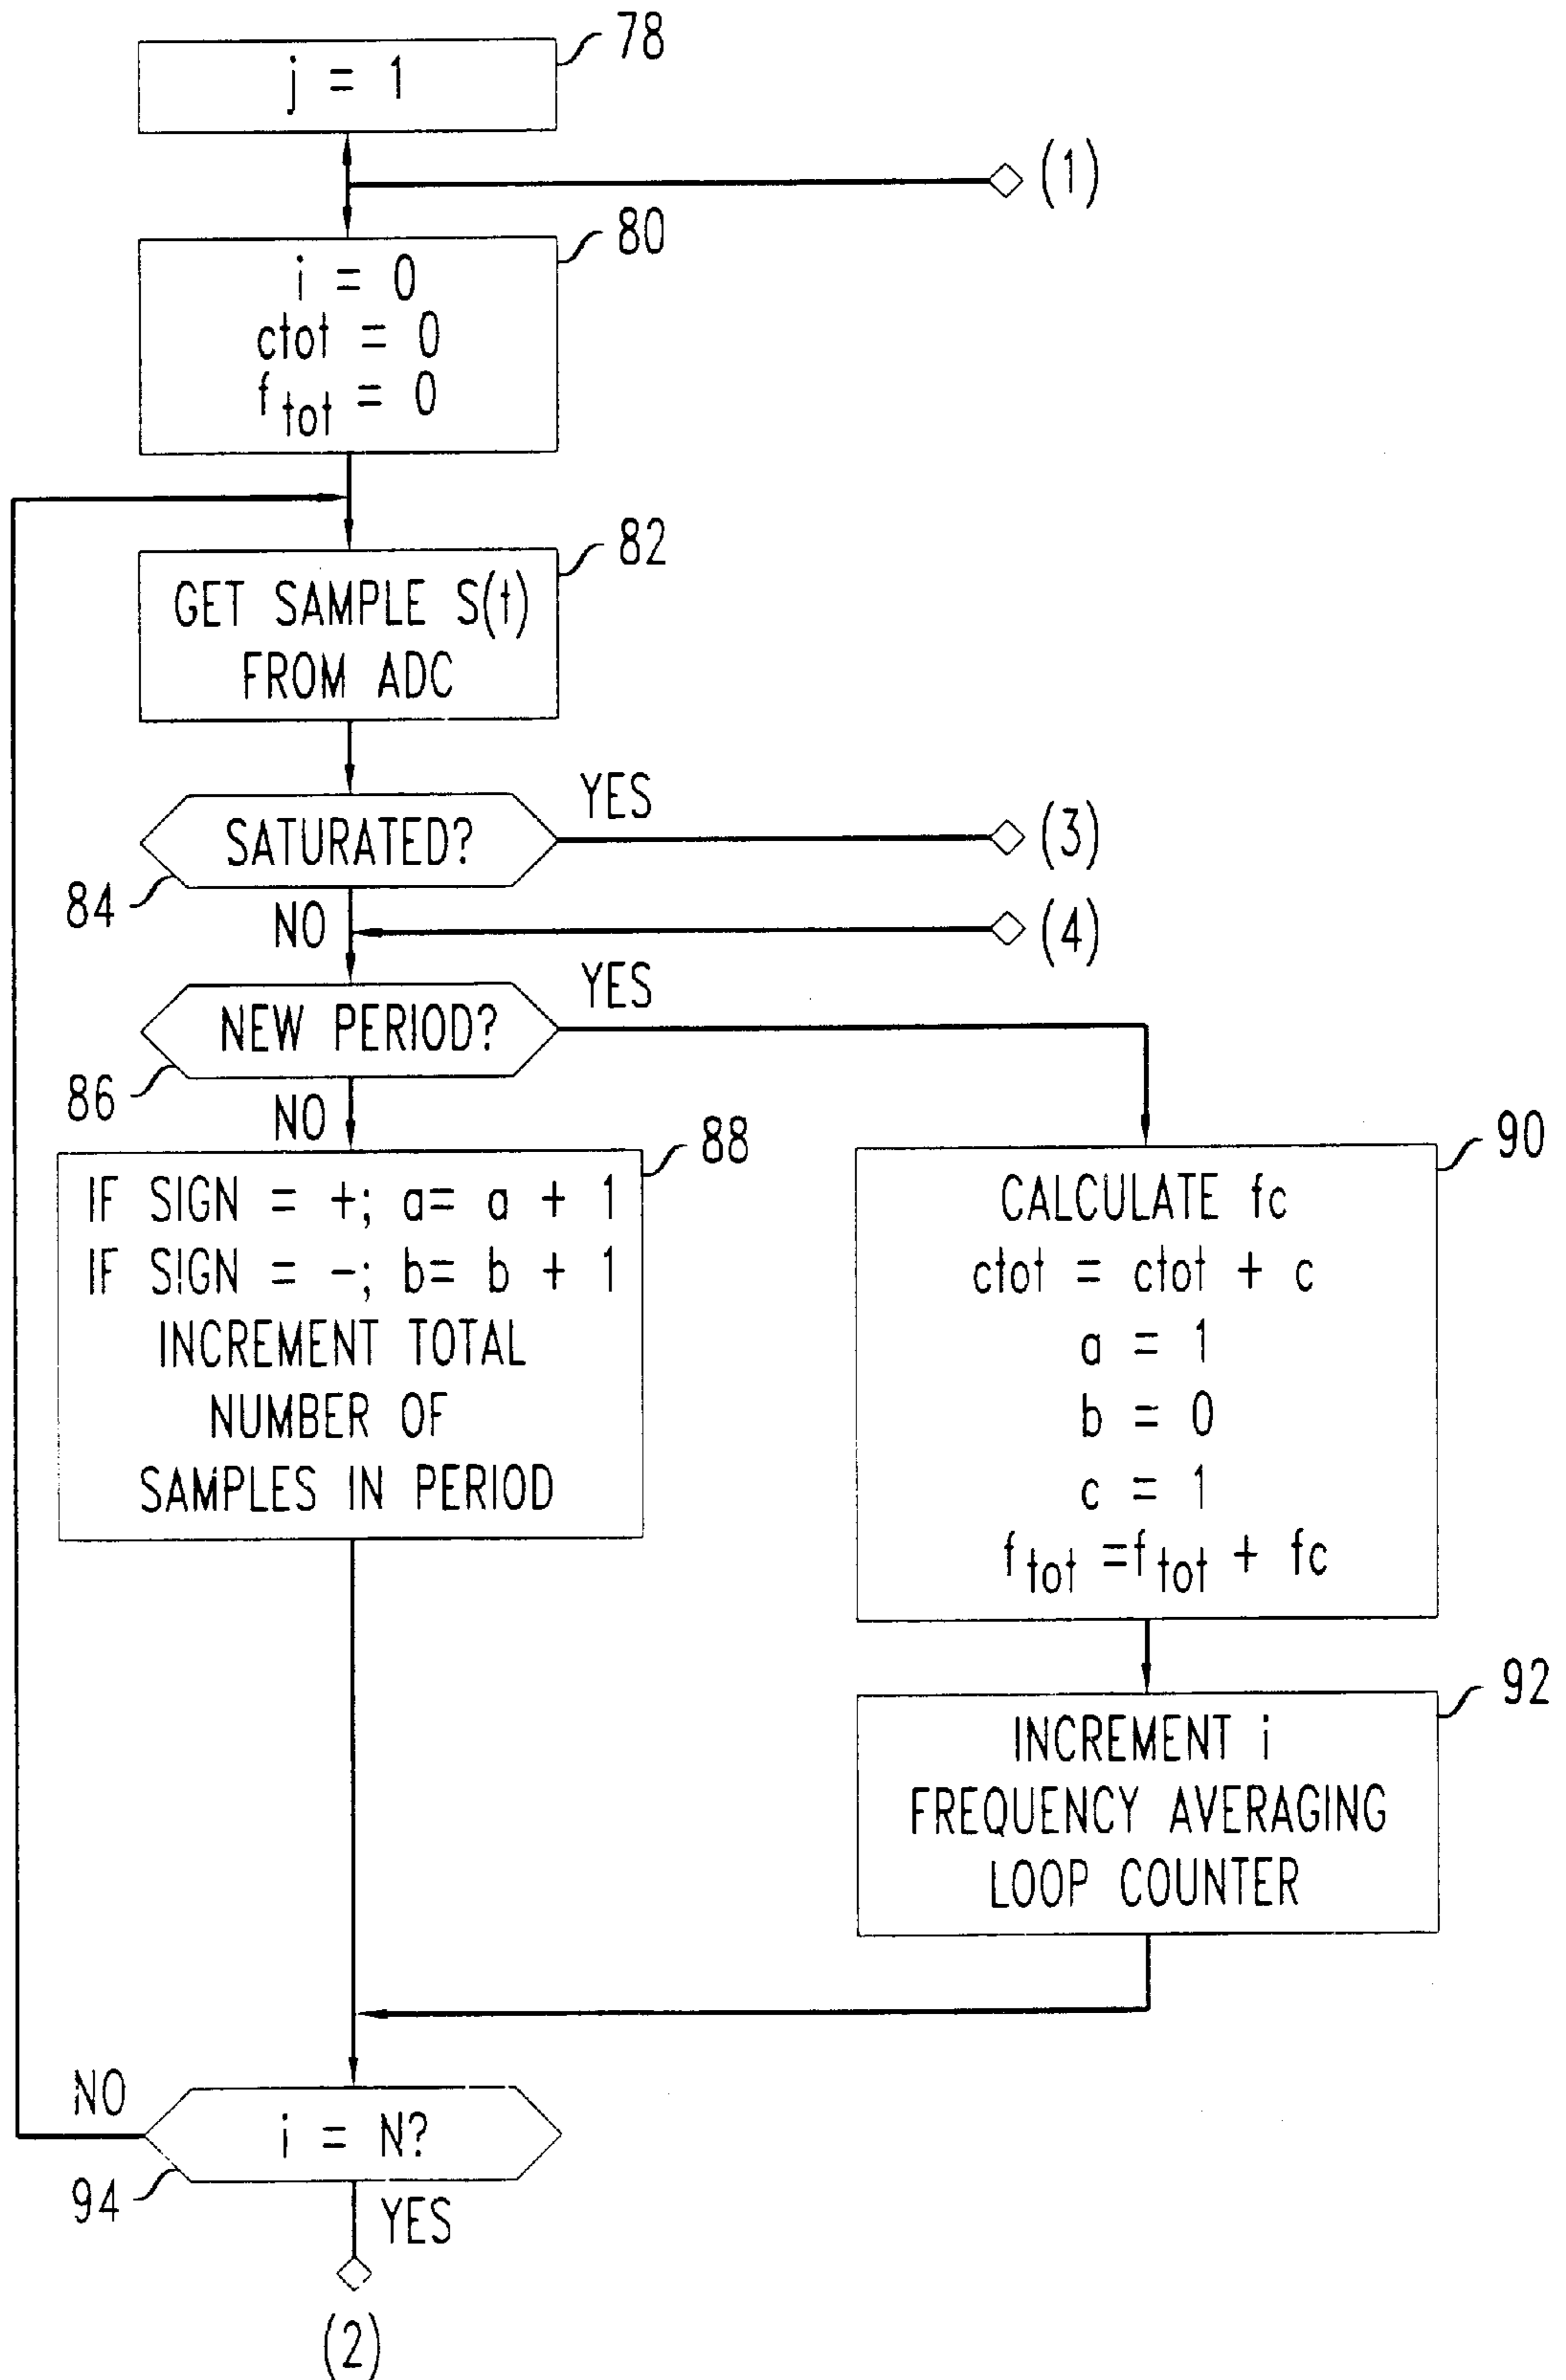 78
j = 1
(1)
80
i = 0
ctot = 0
f tot = 0
82
GET SAMPLE S(t)
FROM ADC
YES
SATURATED?
(3)
84
NO
(4)
YES
NEW PERIOD?
86
NO
88
IF SIGN = +; a= a + 1
IF SIGN = -; b= b + 1
INCREMENT TOTAL
NUMBER OF
SAMPLES IN PERIOD
90
CALCULATE fc
ctot = ctot + c
a = 1
b = 0
c = 1
f tot =f tot + fc
92
INCREMENT i
FREQUENCY AVERAGING
LOOP COUNTER
NO
i = N?
94
YES
(2)